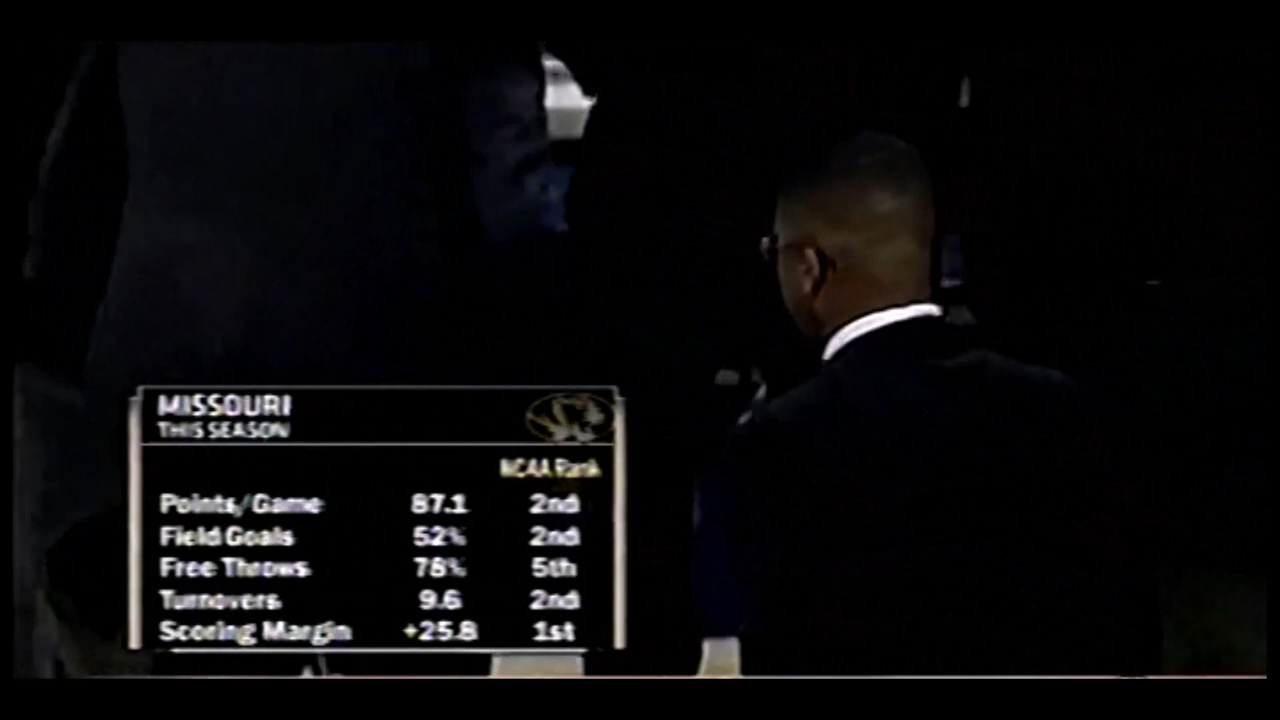 MISSOURI
THIS SEASON
NCAA Rank
Points/Game 87.1 2nd
Field Goals 52% 2nd
Free Throws 78% 5th
Turnovers 9.6 2nd
Scoring Margin +25.8 1st